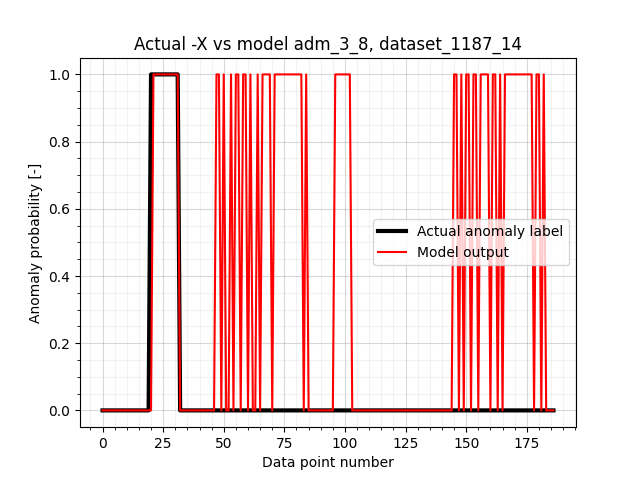 Actual -X vs model adm_3_8, dataset_1187_14
1.0
0.8
0.6
0.4
0.2
0.0
Anomaly probability [-]
Actual anomaly label
Model output
0
25
50
75
100
125
150
175
Data point number